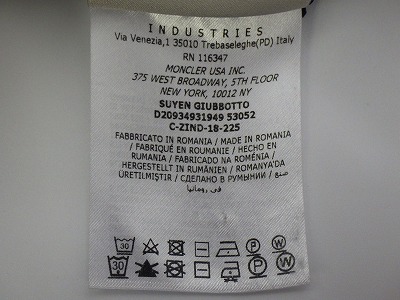 INDUSTRIES
Via Venezia,1 35010 Trebaseleghe(PD) Italy
RN 116347
MONCLER USA INC.
375 WEST BROADWAY, 5TH FLOOR
NEW YORK, 10012 NY
SUYEN GIUBBOTTO
D20934931949 53052
C-ZIND-18-225
FABBRICATO IN ROMANIA / MADE IN ROMANIA
/ FABRIQUÉ EN ROUMANIE / HECHO EN
RUMANIA / FABRICADO NA ROMÉNIA /
HERGESTELLT IN RUMÄNIEN / ROMANYA'DA
ÜRETILMIŞTIR / СДЕЛАНО В РУМЫНИИ / صنع
في رومانيا
30 P W
30 P W